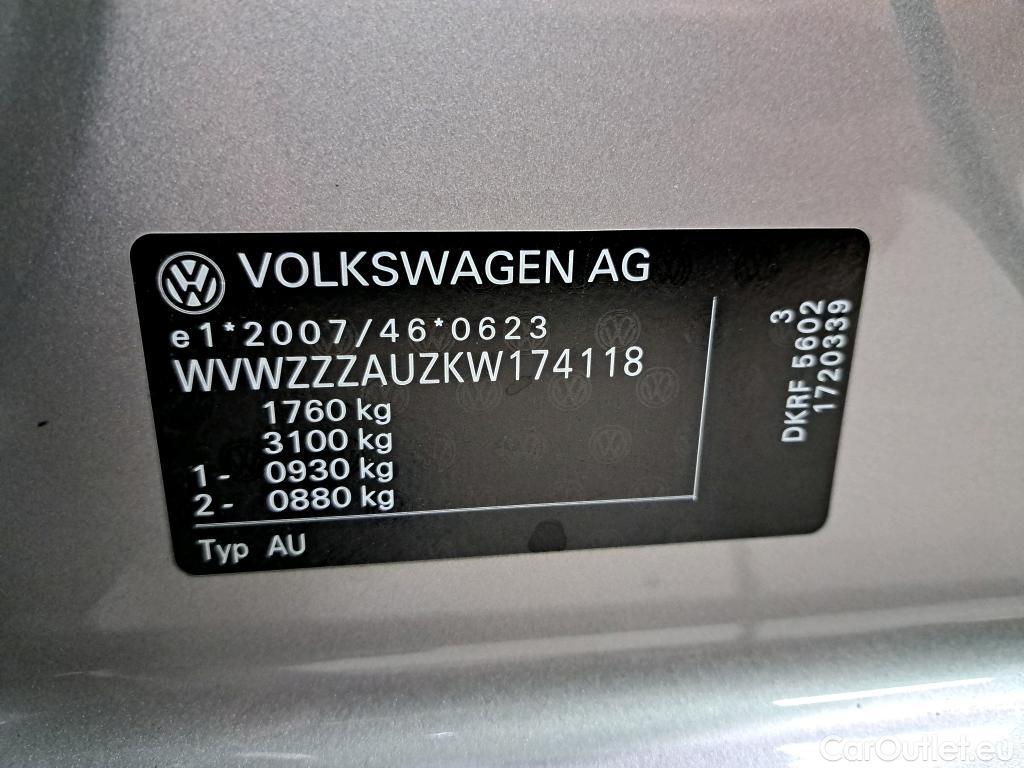 VOLKSWAGEN AG
e1*2007/46*0623
WVWZZZAUZKW174118
1760 kg
3100 kg
1- 0930 kg
2- 0880 kg
Typ AU
3
DKRF 5602
1720339
CarOutlet.eu